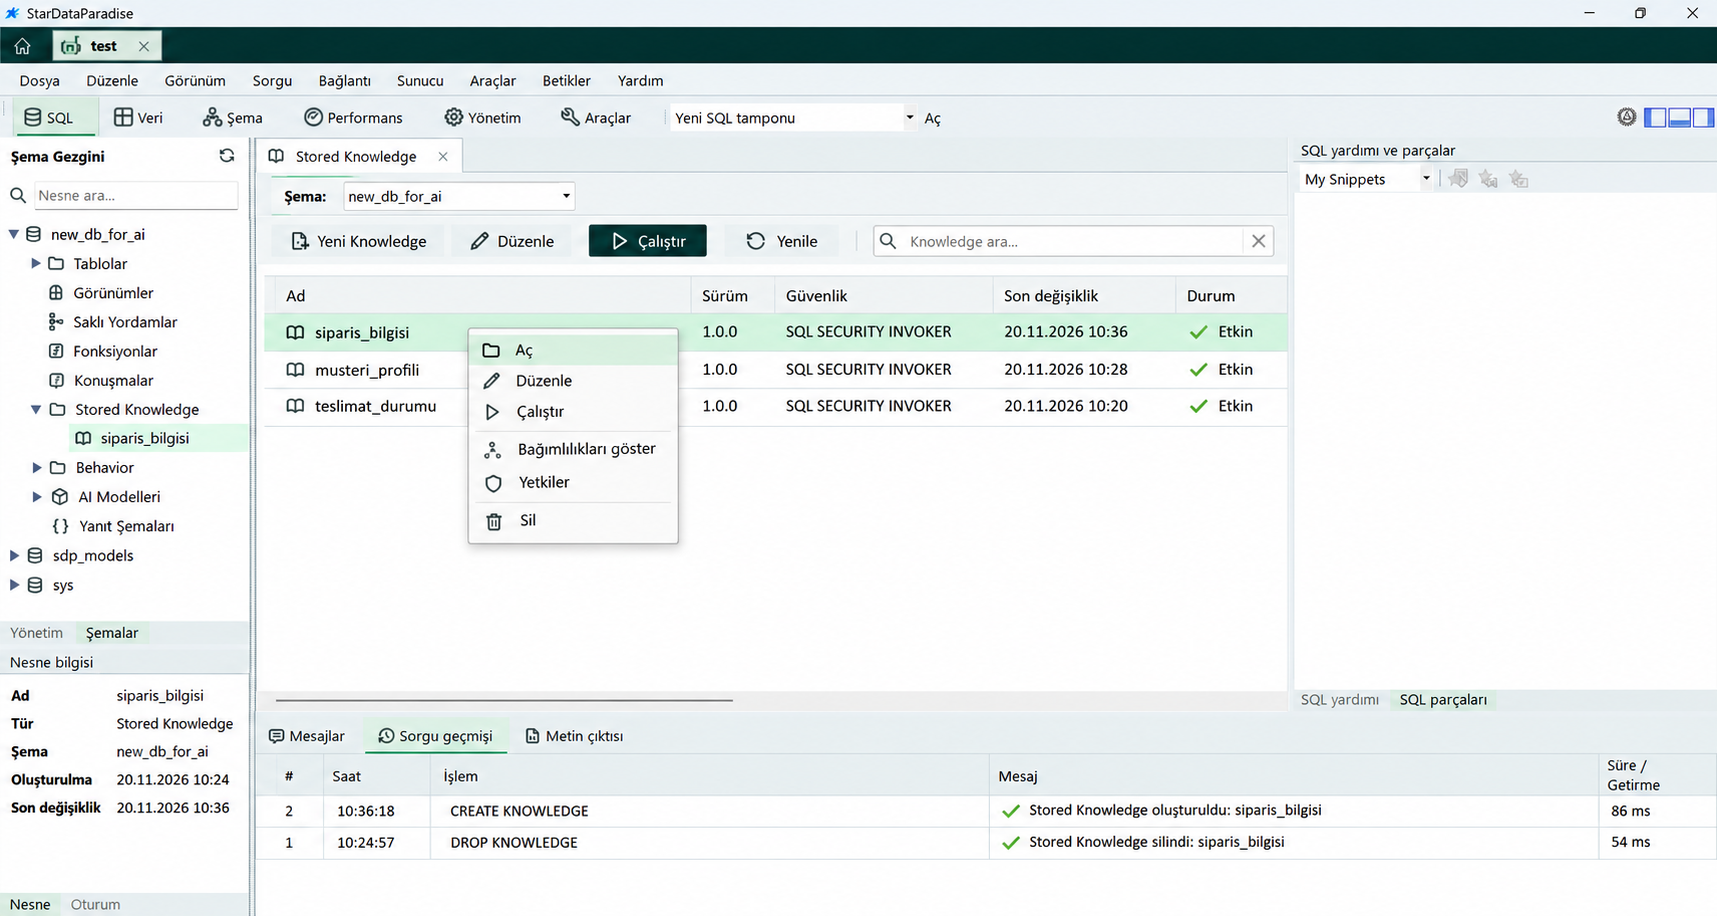 StarDataParadise
test
Dosya Düzenle Görünüm Sorgu Bağlantı Sunucu Araçlar Betikler Yardım
SQL Veri Şema Performans Yönetim Araçlar Yeni SQL tamponu Aç
Şema Gezgini
Nesne ara...
new_db_for_ai
Tablolar
Görünümler
Saklı Yordamlar
Fonksiyonlar
Konuşmalar
Stored Knowledge
siparis_bilgisi
Behavior
AI Modelleri
{} Yanıt Şemaları
sdp_models
sys
Yönetim Şemalar
Nesne bilgisi
Ad siparis_bilgisi
Tür Stored Knowledge
Şema new_db_for_ai
Oluşturulma 20.11.2026 10:24
Son değişiklik 20.11.2026 10:36
Nesne Oturum
Stored Knowledge
Şema: new_db_for_ai
Yeni Knowledge Düzenle Çalıştır Yenile Knowledge ara...
Ad Sürüm Güvenlik Son değişiklik Durum
siparis_bilgisi 1.0.0 SQL SECURITY INVOKER 20.11.2026 10:36 Etkin
musteri_profili 1.0.0 SQL SECURITY INVOKER 20.11.2026 10:28 Etkin
teslimat_durumu 1.0.0 SQL SECURITY INVOKER 20.11.2026 10:20 Etkin
Aç
Düzenle
Çalıştır
Bağımlılıkları göster
Yetkiler
Sil
SQL yardımı ve parçalar
My Snippets
SQL yardımı SQL parçaları
Mesajlar Sorgu geçmişi Metin çıktısı
# Saat İşlem Mesaj Süre /
Getirme
2 10:36:18 CREATE KNOWLEDGE Stored Knowledge oluşturuldu: siparis_bilgisi 86 ms
1 10:24:57 DROP KNOWLEDGE Stored Knowledge silindi: siparis_bilgisi 54 ms